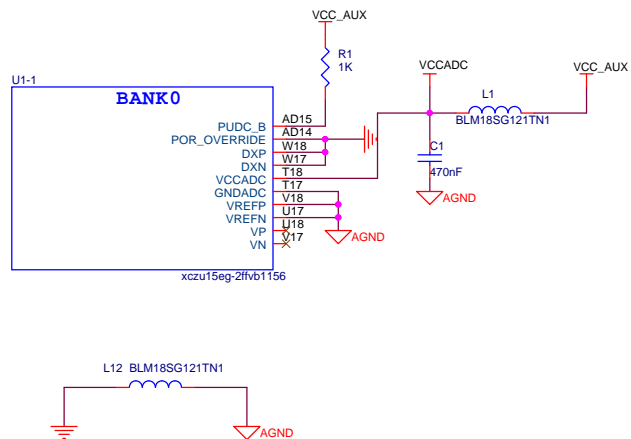 VCC_AUX
R1
1K
VCCADC
VCC_AUX
L1
BLM18SG121TN1
U1-1
BANK0
PUDC_B AD15
POR_OVERRIDE AD14
DXP W18
DXN W17
VCCADC T18
GNDADC T17
VREFP V18
VREFN U17
VP U18
VN V17
C1
470nF
AGND
AGND
xczu15eg-2ffvb1156
L12 BLM18SG121TN1
AGND